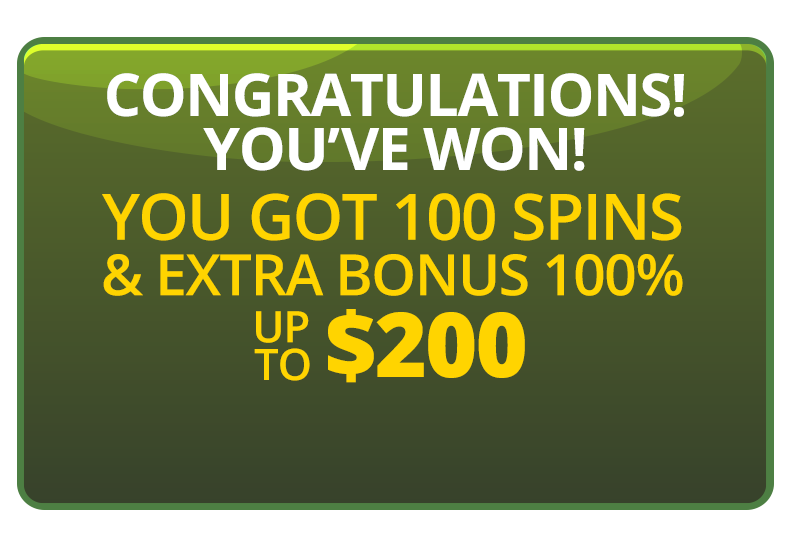 CONGRATULATIONS!
YOU’VE WON!
YOU GOT 100 SPINS
& EXTRA BONUS 100%
UP
TO $200